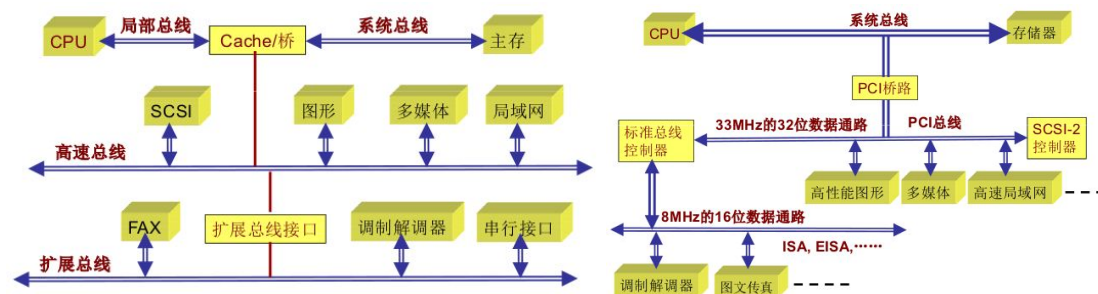 CPU
局部总线
Cache/桥
系统总线
主存
SCSI
图形
多媒体
局域网
高速总线
FAX
扩展总线接口
调制解调器
串行接口
扩展总线
系统总线
CPU
存储器
PCI桥路
标准总线
控制器
33MHz的32位数据通路
PCI总线
SCSI-2
控制器
高性能图形
多媒体
高速局域网
8MHz的16位数据通路
ISA, EISA,……
调制解调器
图文传真